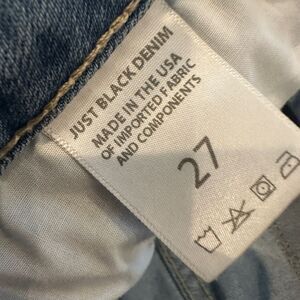 JUST BLACK DENIM
MADE IN THE USA
OF IMPORTED FABRIC
AND COMPONENTS
27